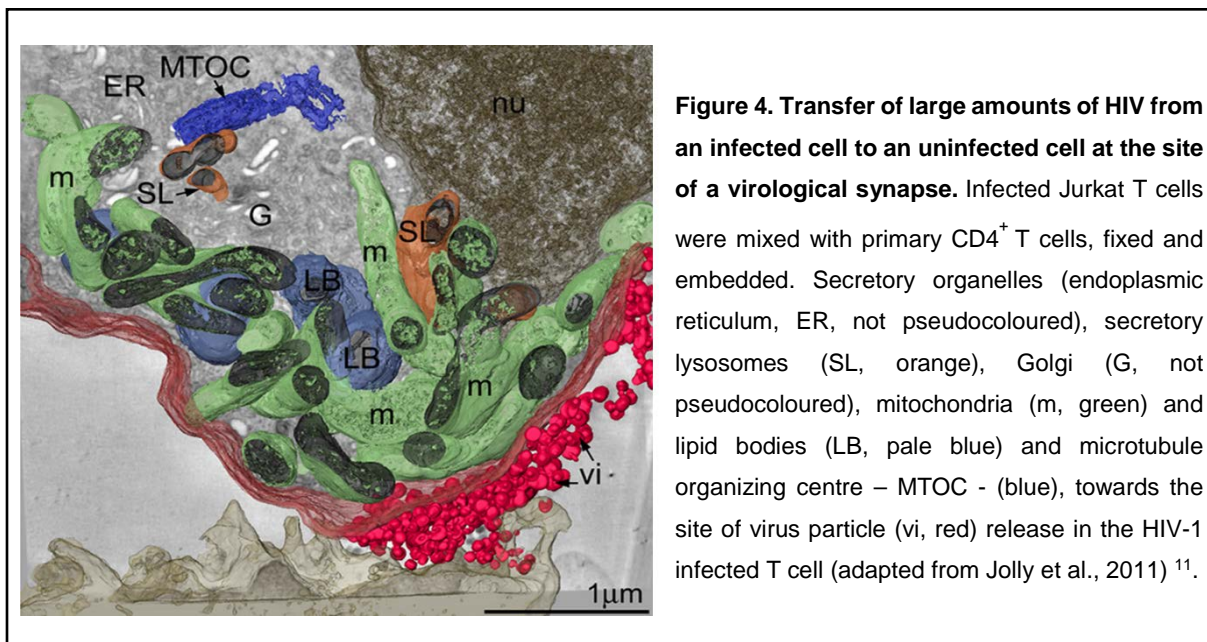 MTOC
ER
nu
m
SL
SL
G
m
LB
LB
m
m
vi
1μm
Figure 4. Transfer of large amounts of HIV from
an infected cell to an uninfected cell at the site
of a virological synapse. Infected Jurkat T cells
were mixed with primary CD4+ T cells, fixed and
embedded. Secretory organelles (endoplasmic
reticulum, ER, not pseudocoloured), secretory
lysosomes (SL, orange), Golgi (G, not
pseudocoloured), mitochondria (m, green) and
lipid bodies (LB, pale blue) and microtubule
organizing centre – MTOC - (blue), towards the
site of virus particle (vi, red) release in the HIV-1
infected T cell (adapted from Jolly et al., 2011) 11.